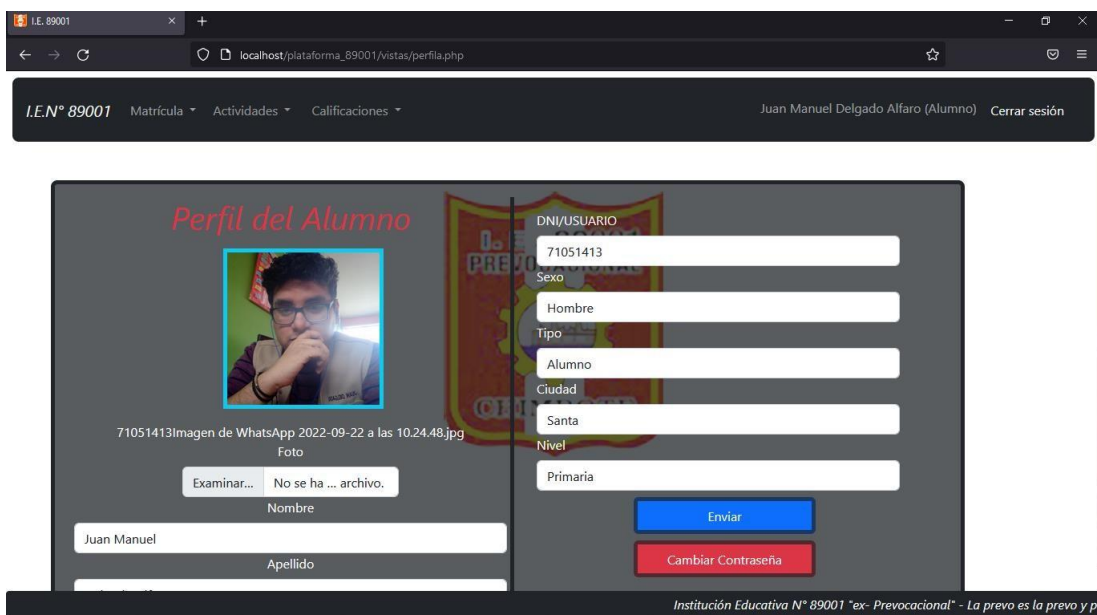 I.E. 89001
localhost/plataforma_89001/vistas/perfila.php
I.E.N° 89001 Matrícula Actividades Calificaciones Juan Manuel Delgado Alfaro (Alumno) Cerrar sesión
Perfil del Alumno
71051413Imagen de WhatsApp 2022-09-22 a las 10.24.48.jpg
Foto
Examinar... No se ha ... archivo.
Nombre
Juan Manuel
Apellido
DNI/USUARIO
71051413
Sexo
Hombre
Tipo
Alumno
Ciudad
Santa
Nivel
Primaria
Enviar
Cambiar Contraseña
PREVOCACIONAL
CHIMBOTE
Institución Educativa N° 89001 "ex- Prevocacional" - La prevo es la prevo y p